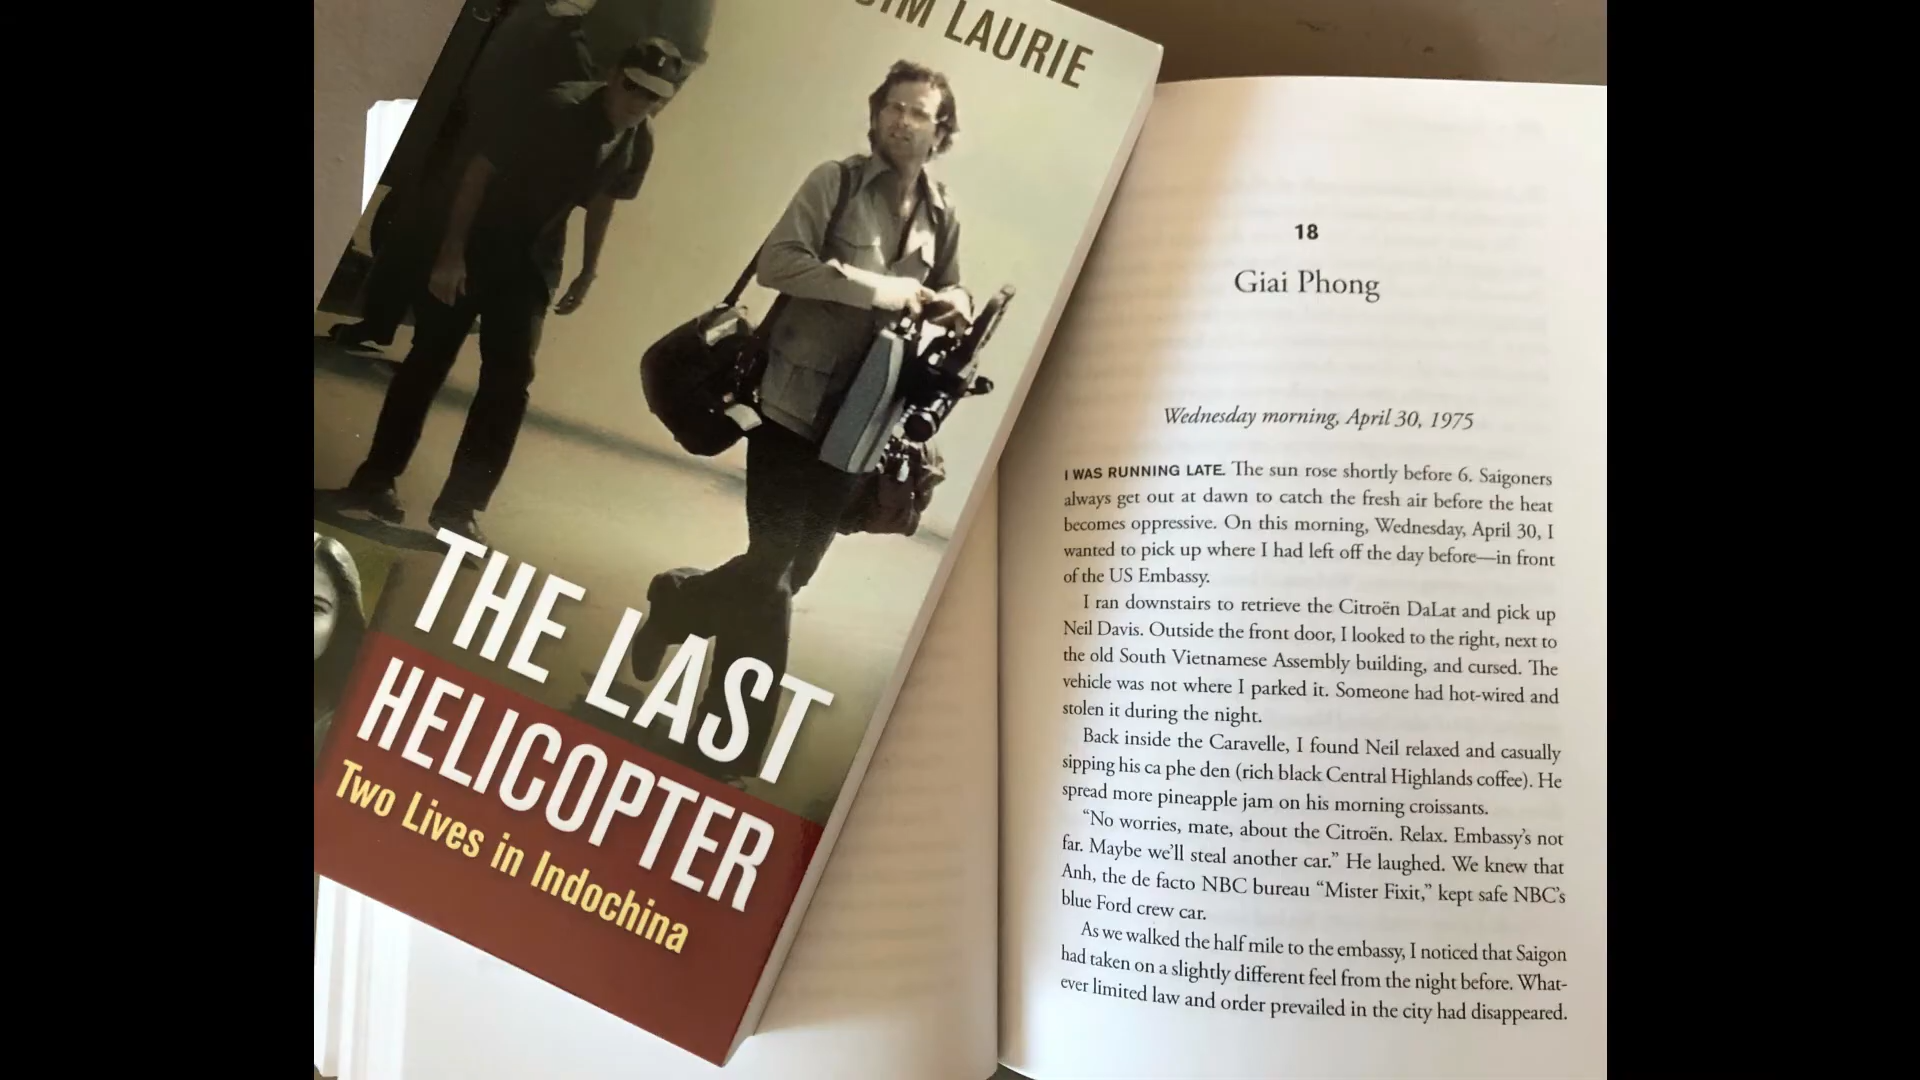 JIM LAURIE
THE LAST
HELICOPTER
Two Lives in Indochina
18
Giai Phong
Wednesday morning, April 30, 1975
I WAS RUNNING LATE. The sun rose shortly before 6. Saigoners
always get out at dawn to catch the fresh air before the heat
becomes oppressive. On this morning, Wednesday, April 30, I
wanted to pick up where I had left off the day before—in front
of the US Embassy.
I ran downstairs to retrieve the Citroën DaLat and pick up
Neil Davis. Outside the front door, I looked to the right, next to
the old South Vietnamese Assembly building, and cursed. The
vehicle was not where I parked it. Someone had hot-wired and
stolen it during the night.
Back inside the Caravelle, I found Neil relaxed and casually
sipping his ca phe den (rich black Central Highlands coffee). He
spread more pineapple jam on his morning croissants.
“No worries, mate, about the Citroën. Relax. Embassy’s not
far. Maybe we’ll steal another car.” He laughed. We knew that
Anh, the de facto NBC bureau “Mister Fixit,” kept safe NBC’s
blue Ford crew car.
As we walked the half mile to the embassy, I noticed that Saigon
had taken on a slightly different feel from the night before. What-
ever limited law and order prevailed in the city had disappeared.